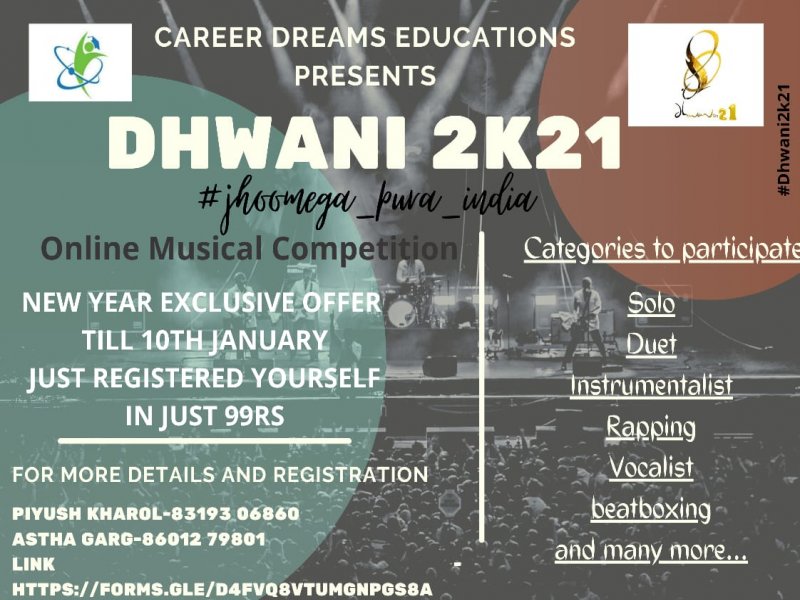 CAREER DREAMS EDUCATIONS
PRESENTS
DHWANI 2K21
#jhoomega_pura_india
#Dhwani2k21
Online Musical Competition
NEW YEAR EXCLUSIVE OFFER
TILL 10TH JANUARY
JUST REGISTERED YOURSELF
IN JUST 99RS
FOR MORE DETAILS AND REGISTRATION
PIYUSH KHAROL-83193 06860
ASTHA GARG-86012 79801
LINK
HTTPS://FORMS.GLE/D4FVQ8VTUMGNPGS8A
Categories to participate
Solo
Duet
Instrumentalist
Rapping
Vocalist
beatboxing
and many more...